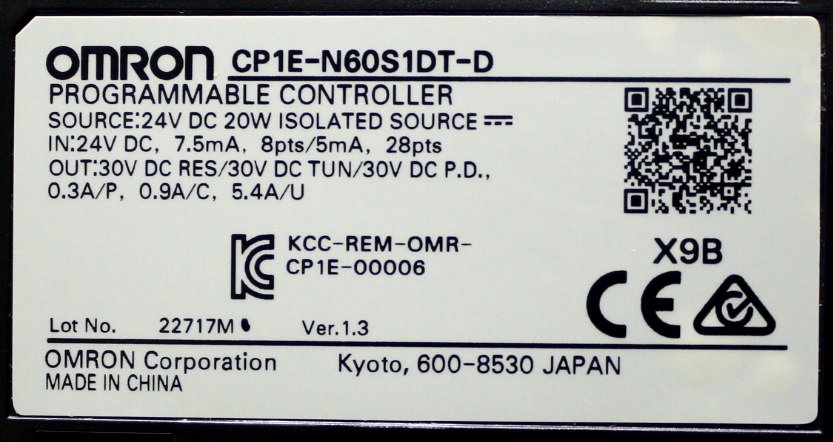 OMRON CP1E-N60S1DT-D
PROGRAMMABLE CONTROLLER
SOURCE:24V DC 20W ISOLATED SOURCE ⎓
IN:24V DC, 7.5mA, 8pts/5mA, 28pts
OUT:30V DC RES/30V DC TUN/30V DC P.D.,
0.3A/P, 0.9A/C, 5.4A/U
KCC-REM-OMR-
CP1E-00006
X9B
CE
Lot No. 22717M Ver.1.3
OMRON Corporation Kyoto, 600-8530 JAPAN
MADE IN CHINA